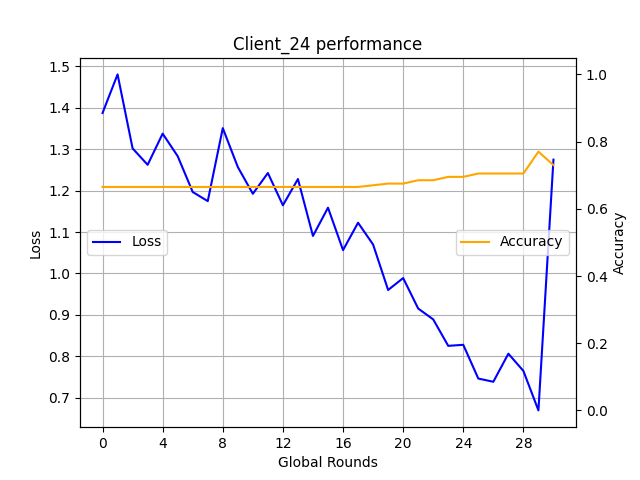 Client_24 performance
1.5
1.4
1.3
1.2
1.1
1.0
0.9
0.8
0.7
Loss
Loss
Accuracy
1.0
0.8
0.6
0.4
0.2
0.0
Accuracy
0 4 8 12 16 20 24 28
Global Rounds